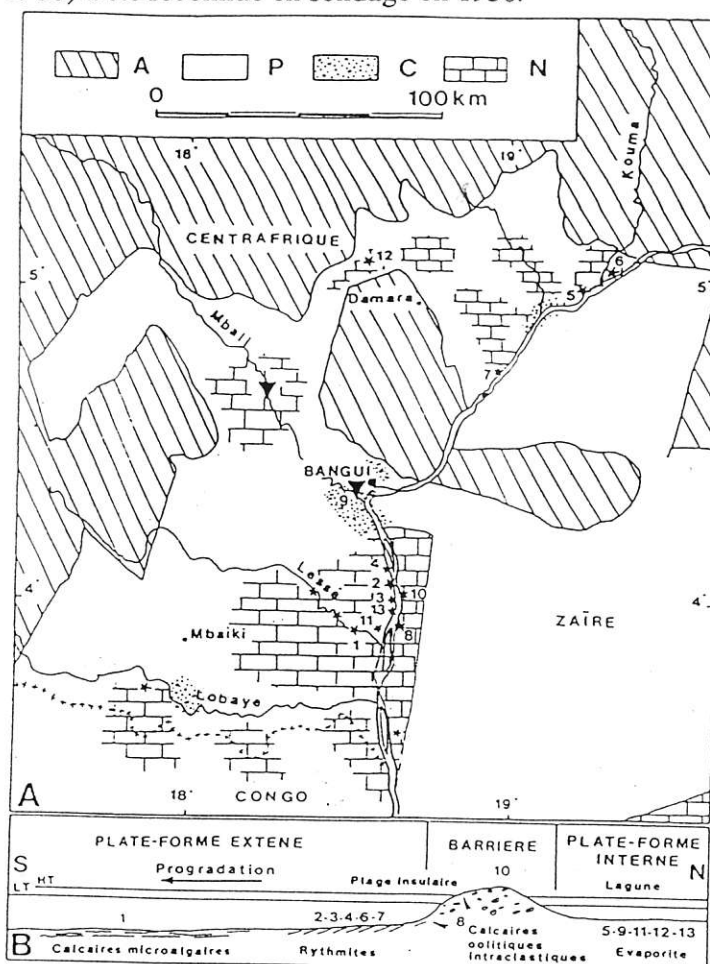 A P C N
0 100 km
18° 19°
Kouma
CENTRAFRIQUE
12
6
5° 5 5°
Damara
Mbali
7
BANGUI
9
4
4° Lessé 2 10 4°
3
13
ZAÏRE
11 8
Mbaiki 1
Lobaye
A 18° CONGO 19°
PLATE-FORME EXTENE BARRIERE PLATE-FORME INTERNE
S Progradation Plage insulaire 10 Lagune N
LT HT
1 2-3-4-6-7 8 5-9-11-12-13
B Calcaires microalgaires Rythmites Calcaires oolitiques intraclastiques Evaporite